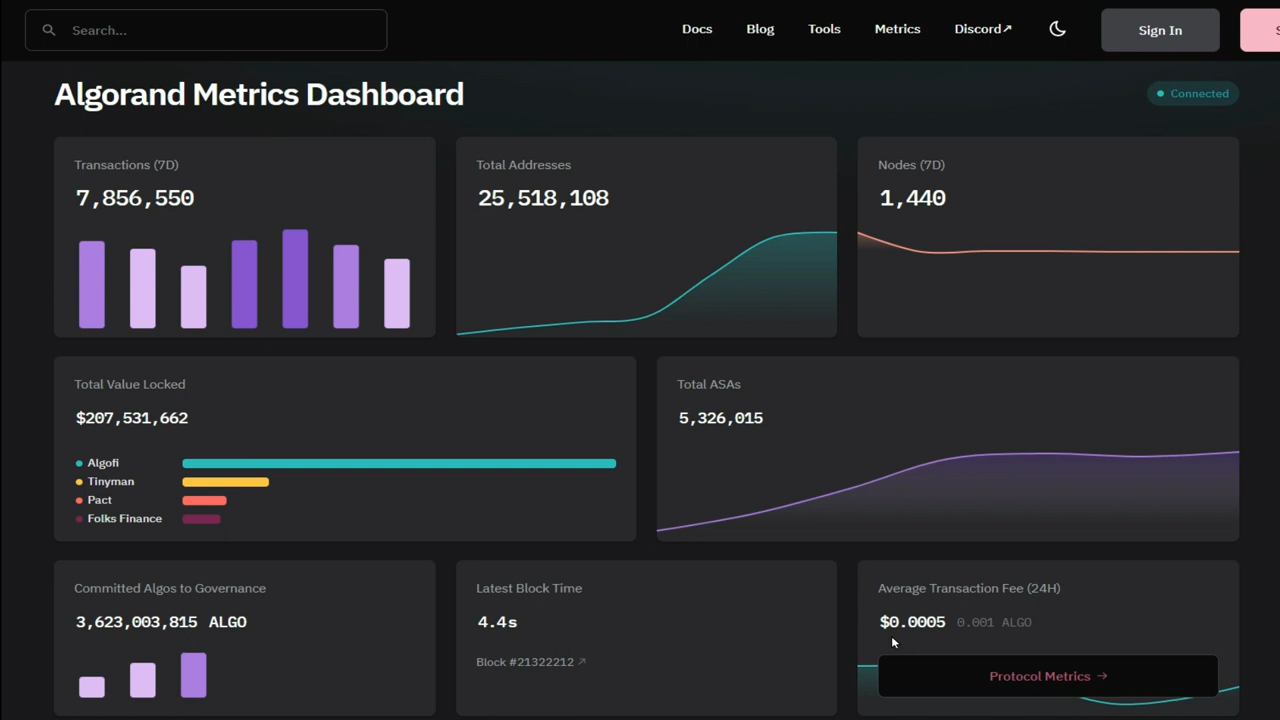 Search...
Docs Blog Tools Metrics Discord↗ Sign In
Algorand Metrics Dashboard
Connected
Transactions (7D)
7,856,550
Total Addresses
25,518,108
Nodes (7D)
1,440
Total Value Locked
$207,531,662
Algofi
Tinyman
Pact
Folks Finance
Total ASAs
5,326,015
Committed Algos to Governance
3,623,003,815 ALGO
Latest Block Time
4.4s
Block #21322212 ↗
Average Transaction Fee (24H)
$0.0005 0.001 ALGO
Protocol Metrics →